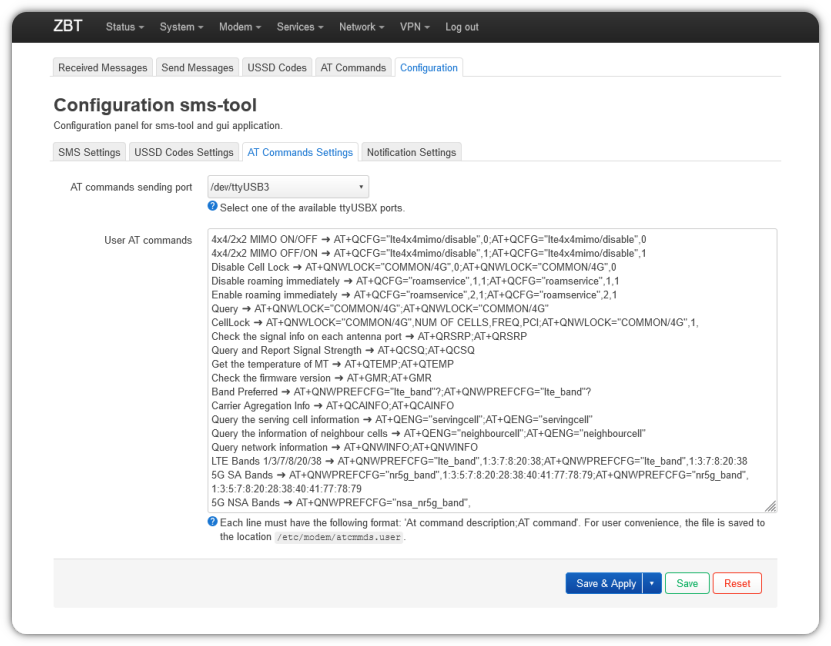 ZBT Status System Modem Services Network VPN Log out
Received Messages Send Messages USSD Codes AT Commands Configuration
Configuration sms-tool
Configuration panel for sms-tool and gui application.
SMS Settings USSD Codes Settings AT Commands Settings Notification Settings
AT commands sending port /dev/ttyUSB3
Select one of the available ttyUSBX ports.
User AT commands
4x4/2x2 MIMO ON/OFF ➜ AT+QCFG="lte4x4mimo/disable",0;AT+QCFG="lte4x4mimo/disable",0
4x4/2x2 MIMO OFF/ON ➜ AT+QCFG="lte4x4mimo/disable",1;AT+QCFG="lte4x4mimo/disable",1
Disable Cell Lock ➜ AT+QNWLOCK="COMMON/4G",0;AT+QNWLOCK="COMMON/4G",0
Disable roaming immediately ➜ AT+QCFG="roamservice",1,1;AT+QCFG="roamservice",1,1
Enable roaming immediately ➜ AT+QCFG="roamservice",2,1;AT+QCFG="roamservice",2,1
Query ➜ AT+QNWLOCK="COMMON/4G";AT+QNWLOCK="COMMON/4G"
CellLock ➜ AT+QNWLOCK="COMMON/4G",NUM OF CELLS,FREQ,PCI;AT+QNWLOCK="COMMON/4G",1,
Check the signal info on each antenna port ➜ AT+QRSRP;AT+QRSRP
Query and Report Signal Strength ➜ AT+QCSQ;AT+QCSQ
Get the temperature of MT ➜ AT+QTEMP;AT+QTEMP
Check the firmware version ➜ AT+GMR;AT+GMR
Band Preferred ➜ AT+QNWPREFCFG="lte_band"?;AT+QNWPREFCFG="lte_band"?
Carrier Agregation Info ➜ AT+QCAINFO;AT+QCAINFO
Query the serving cell information ➜ AT+QENG="servingcell";AT+QENG="servingcell"
Query the information of neighbour cells ➜ AT+QENG="neighbourcell";AT+QENG="neighbourcell"
Query network information ➜ AT+QNWINFO;AT+QNWINFO
LTE Bands 1/3/7/8/20/38 ➜ AT+QNWPREFCFG="lte_band",1:3:7:8:20:38;AT+QNWPREFCFG="lte_band",1:3:7:8:20:38
5G SA Bands ➜ AT+QNWPREFCFG="nr5g_band",1:3:5:7:8:20:28:38:40:41:77:78:79;AT+QNWPREFCFG="nr5g_band",
1:3:5:7:8:20:28:38:40:41:77:78:79
5G NSA Bands ➜ AT+QNWPREFCFG="nsa_nr5g_band",
Each line must have the following format: 'At command description;AT command'. For user convenience, the file is saved to
the location /etc/modem/atcmmds.user.
Save & Apply Save Reset